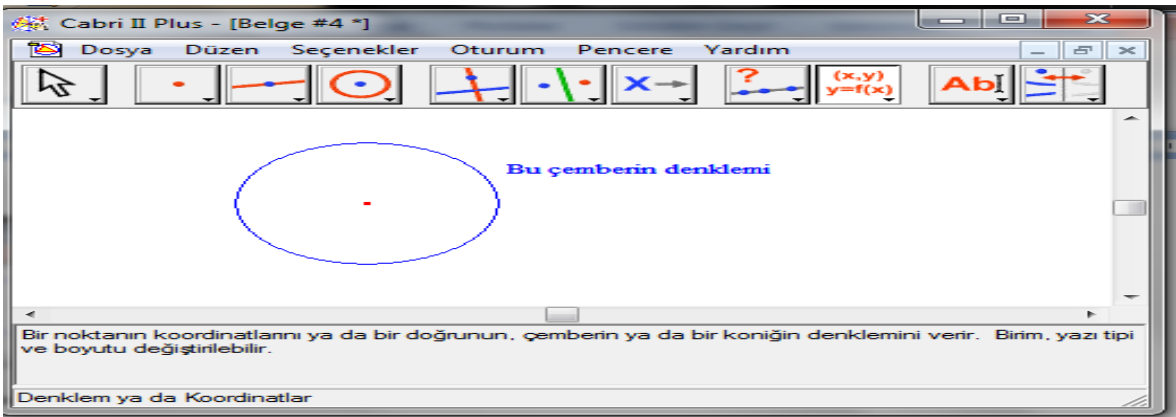 Cabri II Plus - [Belge #4 *]
Dosya Düzen Seçenekler Oturum Pencere Yardım
? (x,y)
y=f(x) Ab
Bu çemberin denklemi
Bir noktanın koordinatlarını ya da bir doğrunun, çemberin ya da bir koniğin denklemini verir. Birim, yazı tipi
ve boyutu değiştirilebilir.
Denklem ya da Koordinatlar